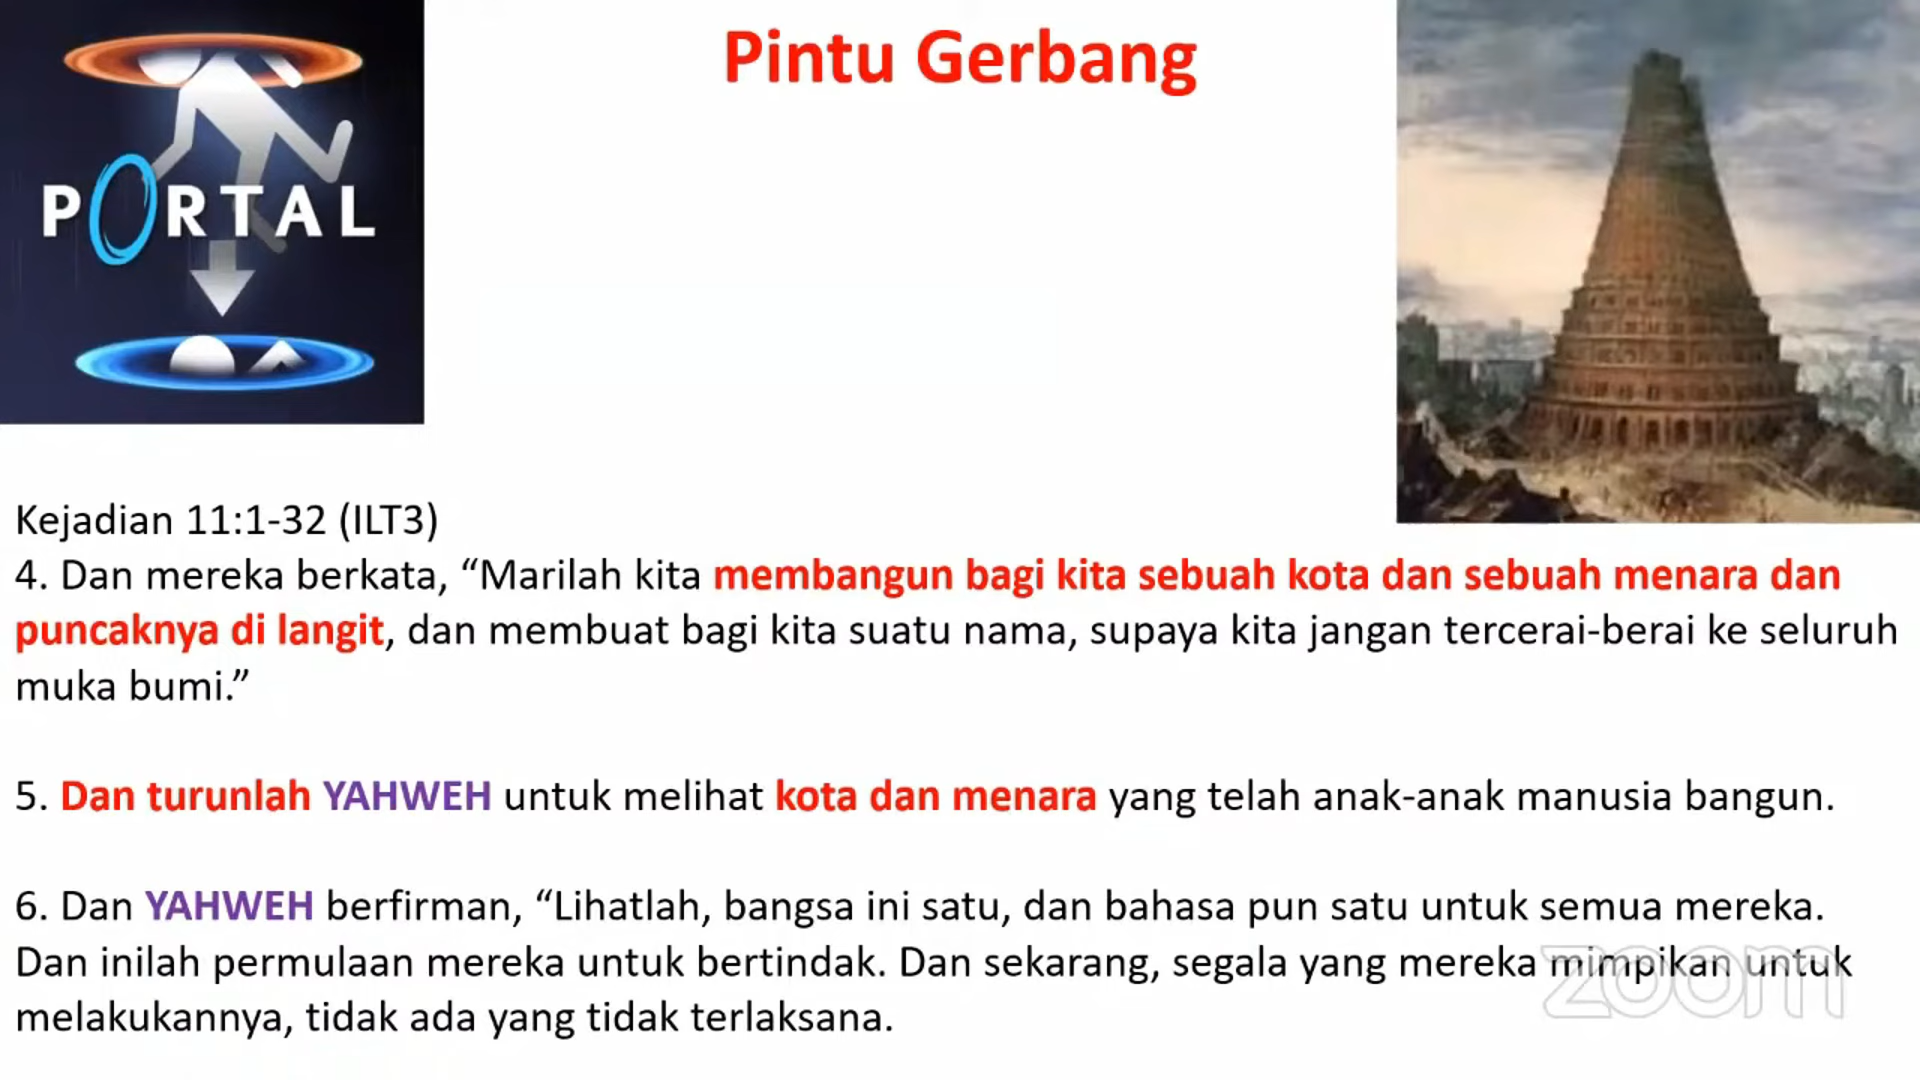 Pintu Gerbang
PORTAL
Kejadian 11:1-32 (ILT3)
4. Dan mereka berkata, “Marilah kita membangun bagi kita sebuah kota dan sebuah menara dan
puncaknya di langit, dan membuat bagi kita suatu nama, supaya kita jangan tercerai-berai ke seluruh
muka bumi.”
5. Dan turunlah YAHWEH untuk melihat kota dan menara yang telah anak-anak manusia bangun.
6. Dan YAHWEH berfirman, “Lihatlah, bangsa ini satu, dan bahasa pun satu untuk semua mereka.
Dan inilah permulaan mereka untuk bertindak. Dan sekarang, segala yang mereka mimpikan untuk
melakukannya, tidak ada yang tidak terlaksana.
zoom